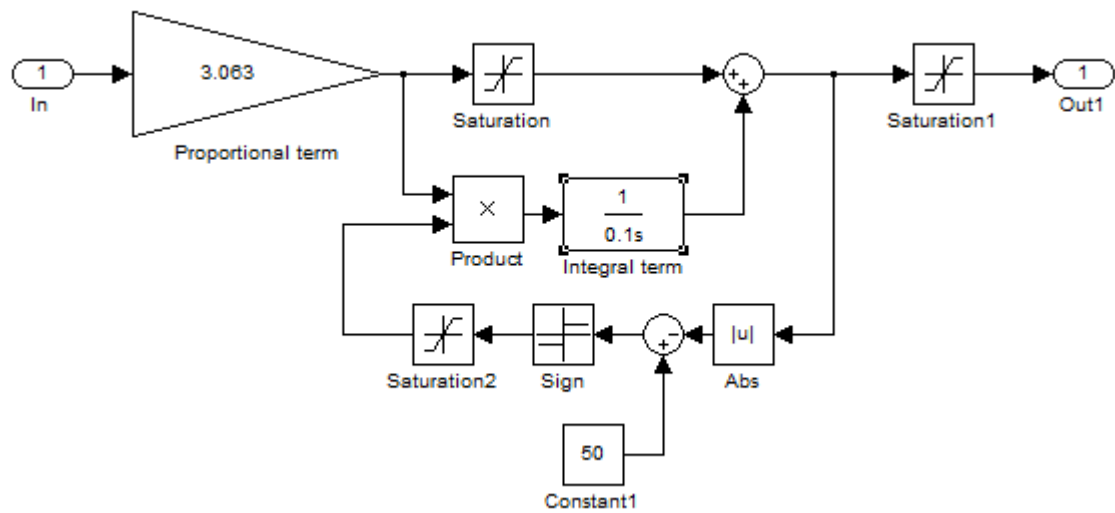 1
In
3.063
Proportional term
Saturation
Saturation1
1
Out1
Product
1
0.1s
Integral term
Saturation2
Sign
|u|
Abs
50
Constant1